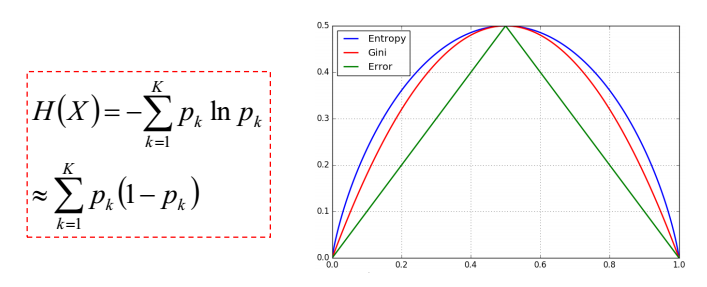 H(X) = -∑_{k=1}^{K} p_k ln p_k
≈ ∑_{k=1}^{K} p_k (1 - p_k)
Entropy
Gini
Error
0.5
0.4
0.3
0.2
0.1
0.0
0.0 0.2 0.4 0.6 0.8 1.0